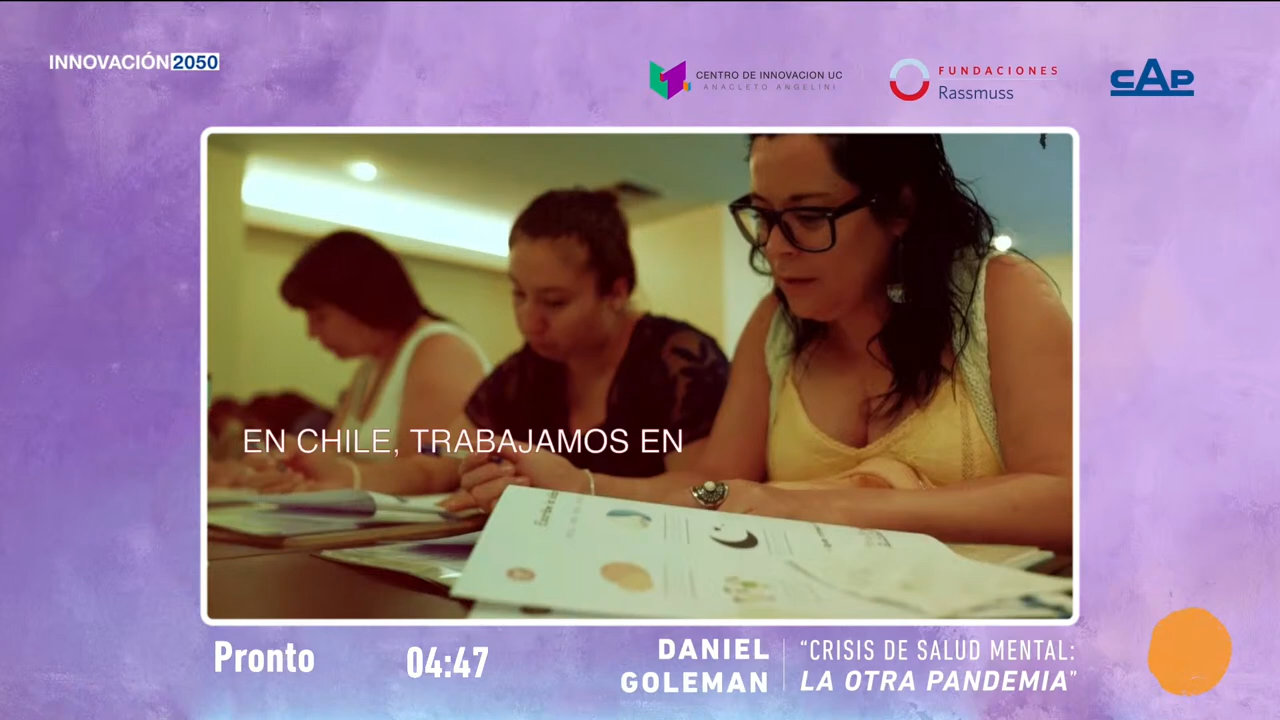 INNOVACIÓN2050
CENTRO DE INNOVACION UC
ANACLETO ANGELINI
FUNDACIONES
Rassmuss
CAP
EN CHILE, TRABAJAMOS EN
Pronto
04:47
DANIEL
GOLEMAN
“CRISIS DE SALUD MENTAL:
LA OTRA PANDEMIA”